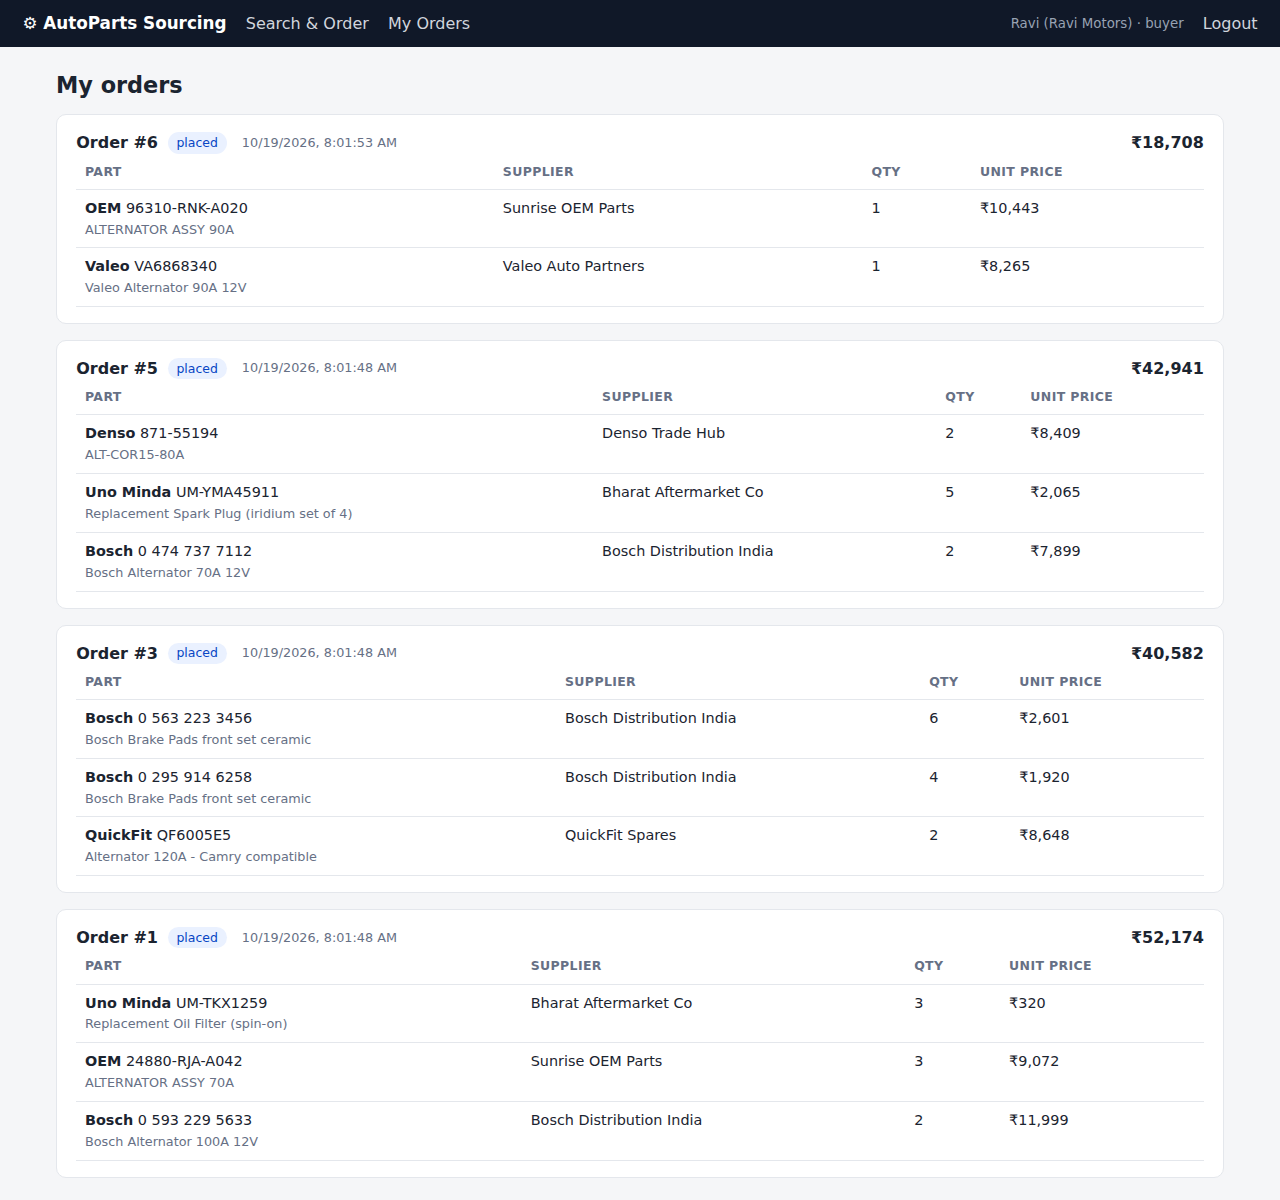 ⚙ AutoParts Sourcing Search & Order My Orders Ravi (Ravi Motors) · buyer Logout
My orders
Order #6 placed 10/19/2026, 8:01:53 AM ₹18,708
PART SUPPLIER QTY UNIT PRICE
OEM 96310-RNK-A020 Sunrise OEM Parts 1 ₹10,443
ALTERNATOR ASSY 90A
Valeo VA6868340 Valeo Auto Partners 1 ₹8,265
Valeo Alternator 90A 12V
Order #5 placed 10/19/2026, 8:01:48 AM ₹42,941
PART SUPPLIER QTY UNIT PRICE
Denso 871-55194 Denso Trade Hub 2 ₹8,409
ALT-COR15-80A
Uno Minda UM-YMA45911 Bharat Aftermarket Co 5 ₹2,065
Replacement Spark Plug (iridium set of 4)
Bosch 0 474 737 7112 Bosch Distribution India 2 ₹7,899
Bosch Alternator 70A 12V
Order #3 placed 10/19/2026, 8:01:48 AM ₹40,582
PART SUPPLIER QTY UNIT PRICE
Bosch 0 563 223 3456 Bosch Distribution India 6 ₹2,601
Bosch Brake Pads front set ceramic
Bosch 0 295 914 6258 Bosch Distribution India 4 ₹1,920
Bosch Brake Pads front set ceramic
QuickFit QF6005E5 QuickFit Spares 2 ₹8,648
Alternator 120A - Camry compatible
Order #1 placed 10/19/2026, 8:01:48 AM ₹52,174
PART SUPPLIER QTY UNIT PRICE
Uno Minda UM-TKX1259 Bharat Aftermarket Co 3 ₹320
Replacement Oil Filter (spin-on)
OEM 24880-RJA-A042 Sunrise OEM Parts 3 ₹9,072
ALTERNATOR ASSY 70A
Bosch 0 593 229 5633 Bosch Distribution India 2 ₹11,999
Bosch Alternator 100A 12V